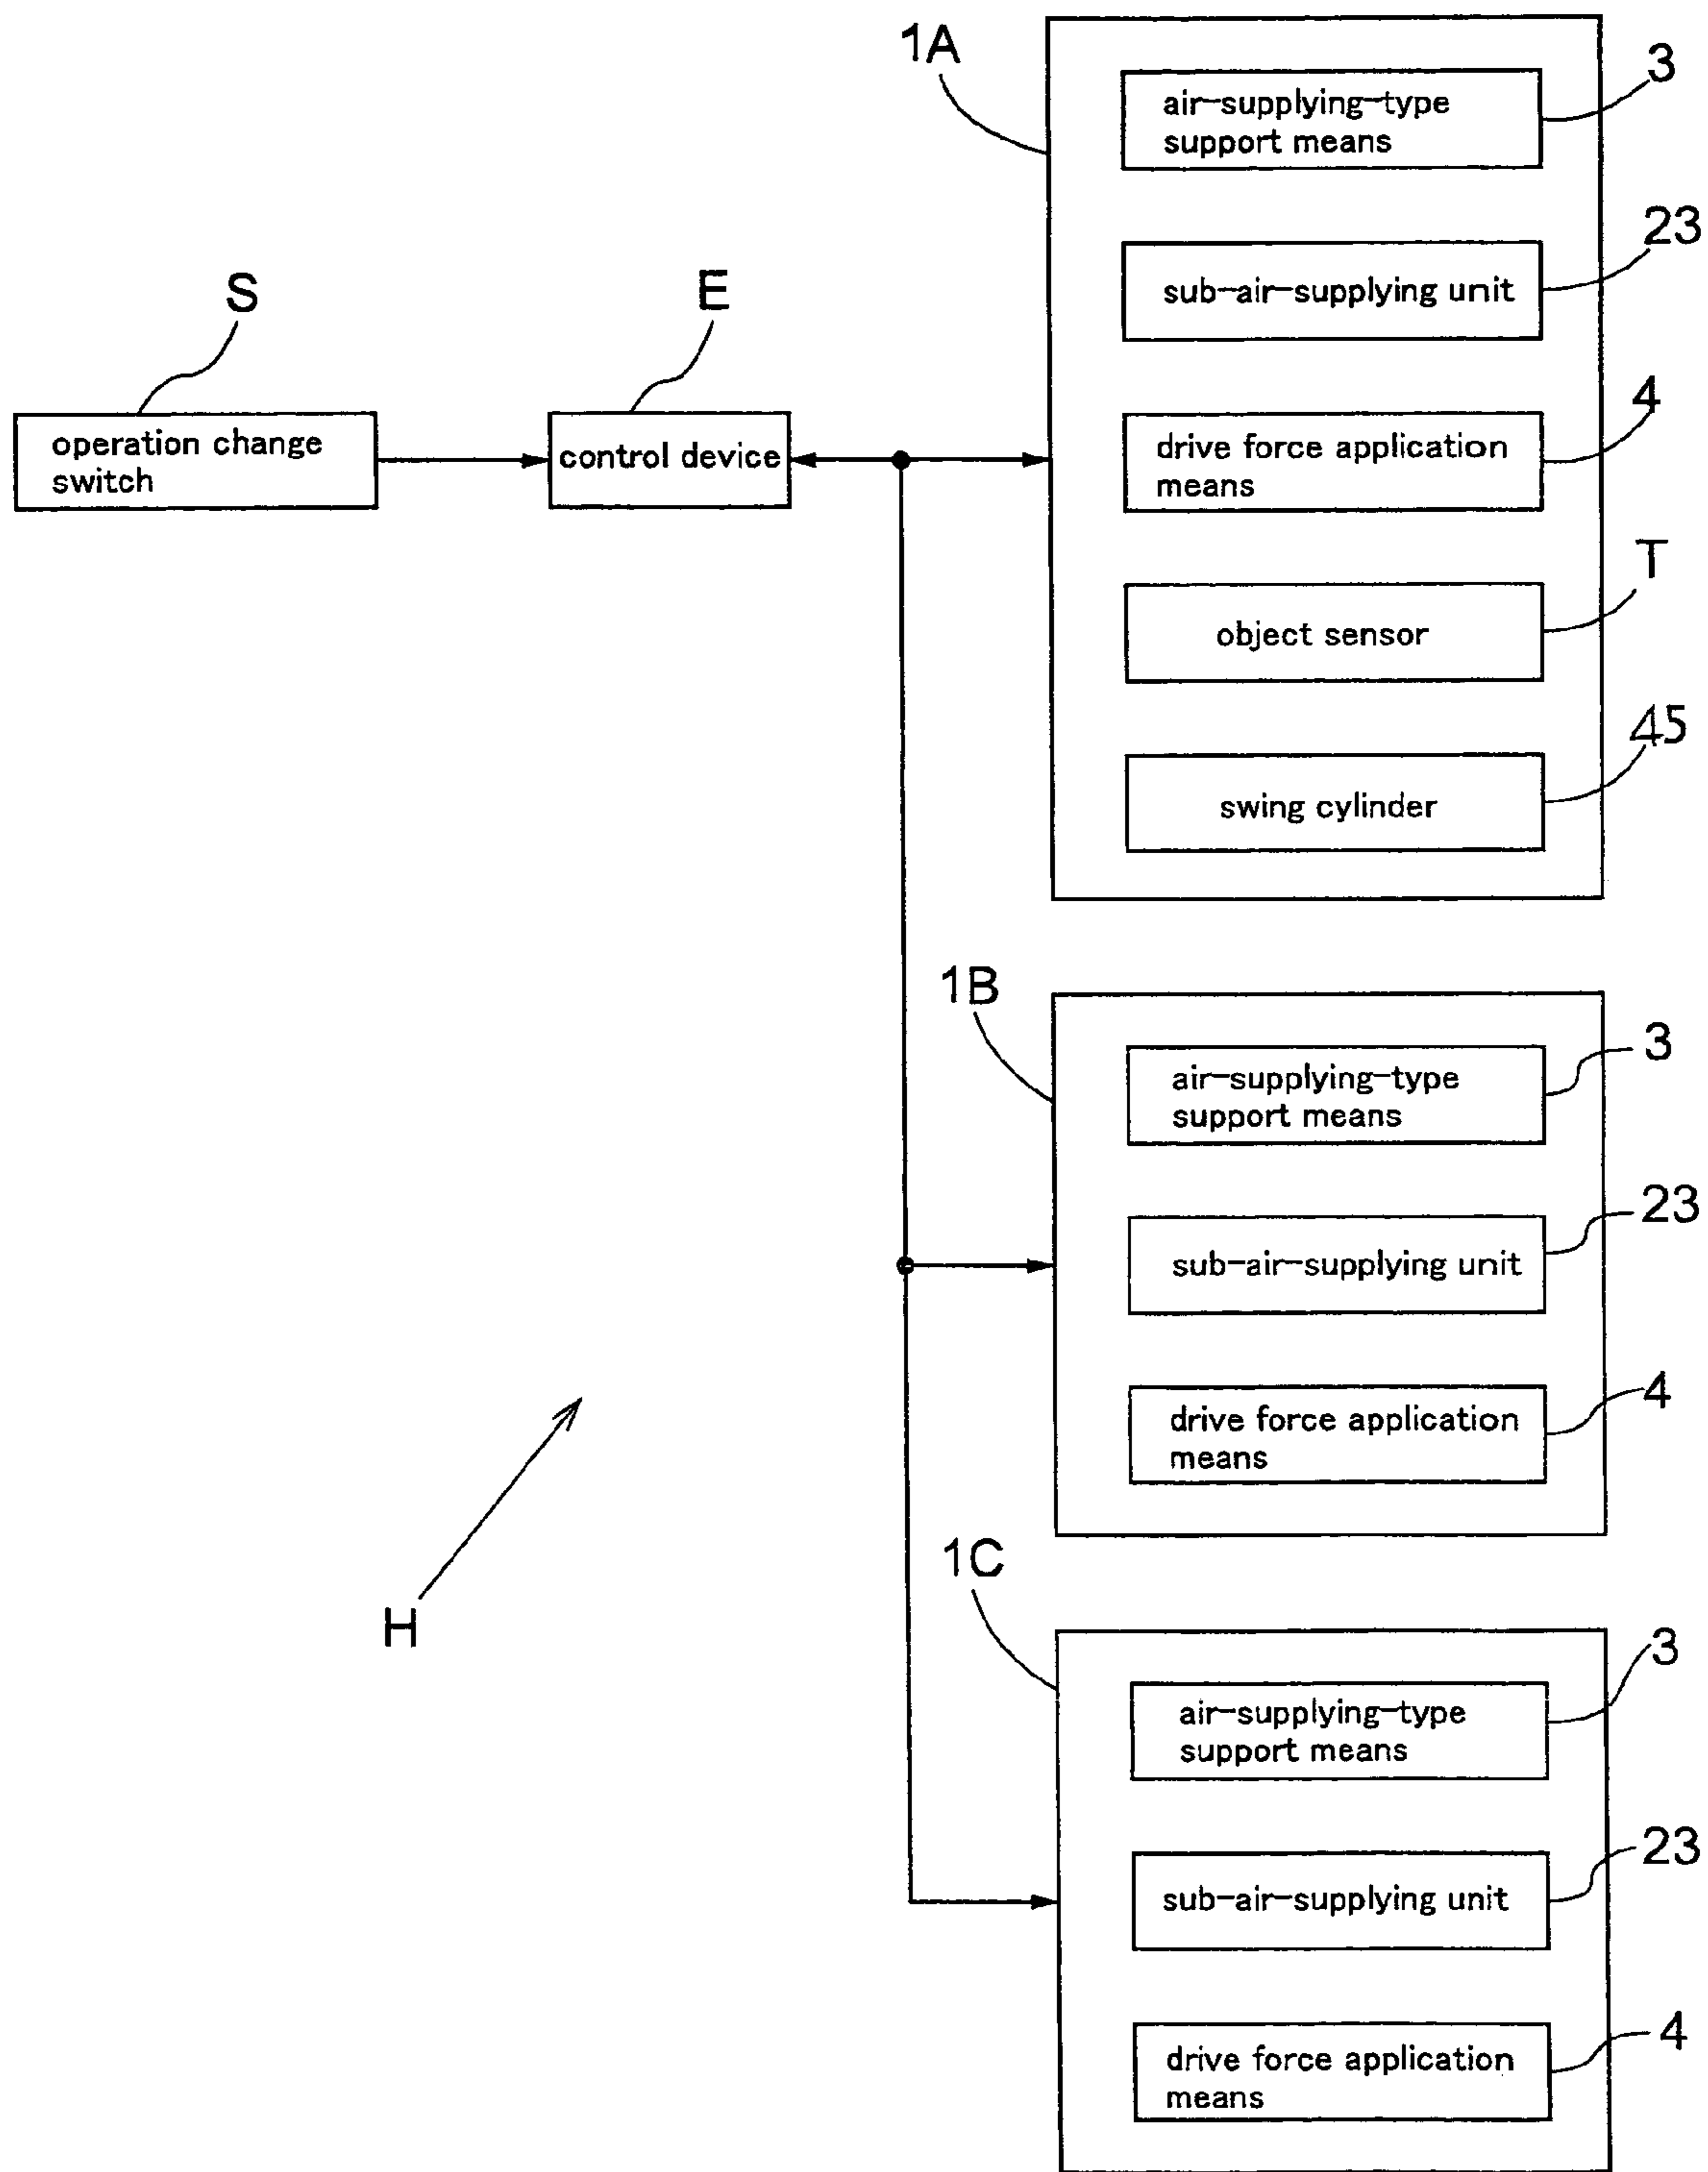 1A
3
air-supplying-type
support means
23
sub-air-supplying unit
S
E
4
operation change
switch
control device
drive force application
means
T
object sensor
45
swing cylinder
1B
3
air-supplying-type
support means
23
sub-air-supplying unit
4
drive force application
means
H
1C
3
air-supplying-type
support means
23
sub-air-supplying unit
4
drive force application
means